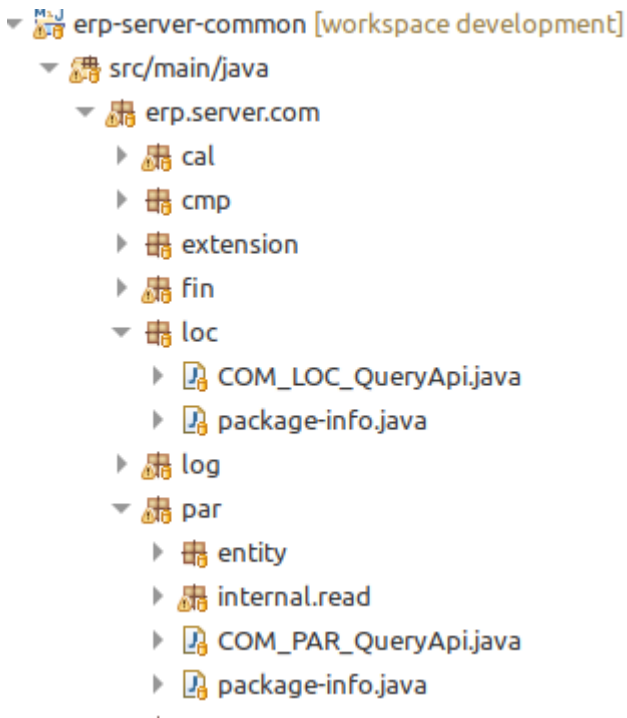 erp-server-common [workspace development]
src/main/java
erp.server.com
cal
cmp
extension
fin
loc
COM_LOC_QueryApi.java
package-info.java
log
par
entity
internal.read
COM_PAR_QueryApi.java
package-info.java